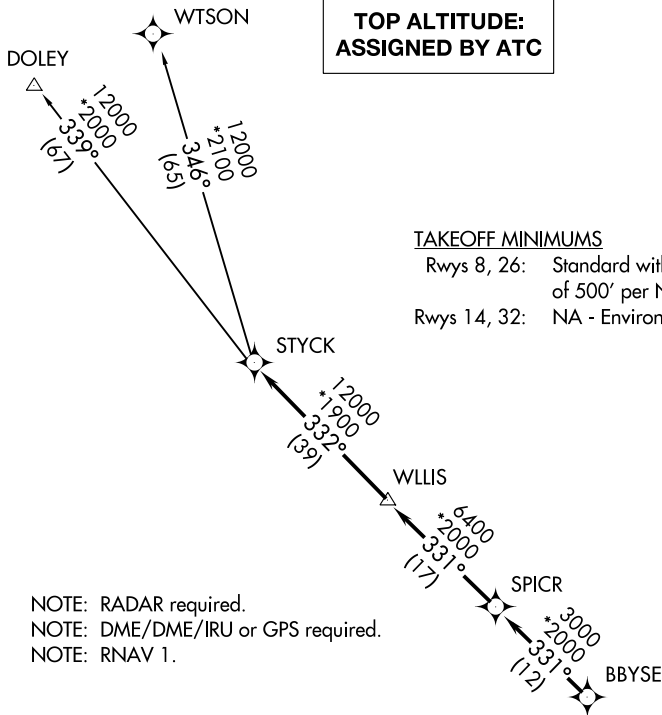 WTSON
TOP ALTITUDE:
ASSIGNED BY ATC
DOLEY
12000
*2000
339°
(67)
12000
*2100
346°
(65)
TAKEOFF MINIMUMS
Rwys 8, 26: Standard with
of 500' per N
Rwys 14, 32: NA - Environ
STYCK
12000
*1900
332°
(39)
WLLIS
6400
*2000
331°
(17)
SPICR
3000
*2000
331°
(12)
BBYSE
NOTE: RADAR required.
NOTE: DME/DME/IRU or GPS required.
NOTE: RNAV 1.